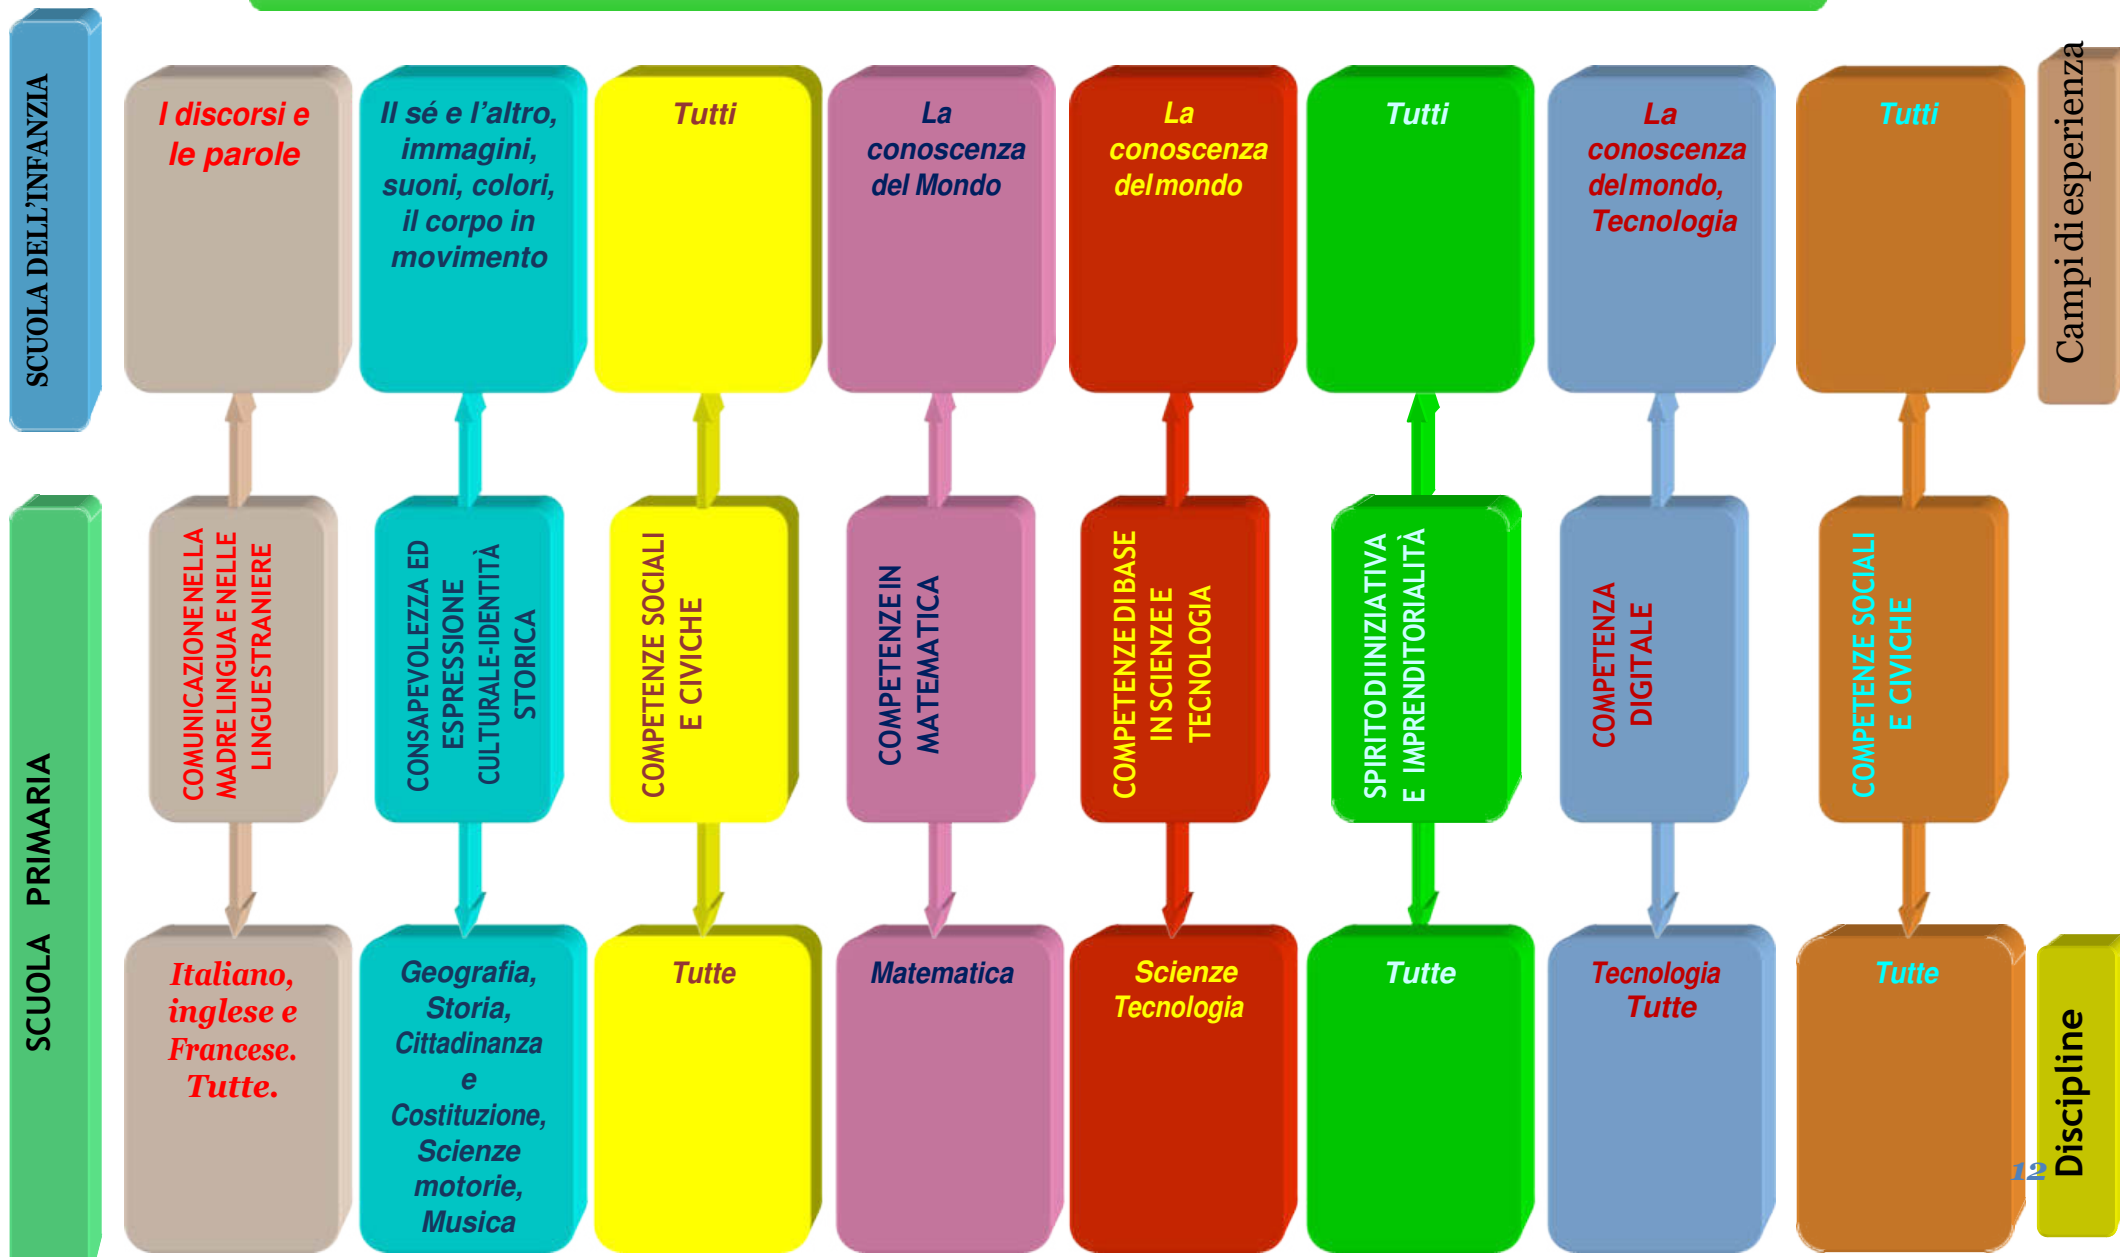 SCUOLA DELL'INFANZIA
I discorsi e
le parole
Il sé e l'altro,
immagini,
suoni, colori,
il corpo in
movimento
Tutti
La
conoscenza
del Mondo
La
conoscenza
del mondo
Tutti
La
conoscenza
del mondo,
Tecnologia
Tutti
Campi di esperienza
SCUOLA PRIMARIA
COMUNICAZIONE NELLA
MADRE LINGUA E NELLE
LINGUE STRANIERE
CONSAPEVOLEZZA ED
ESPRESSIONE
CULTURALE-IDENTITÀ
STORICA
COMPETENZE SOCIALI
E CIVICHE
COMPETENZE IN
MATEMATICA
COMPETENZE DI BASE
IN SCIENZE E
TECNOLOGIA
SPIRITO DI INIZIATIVA
E IMPRENDITORIALITÀ
COMPETENZA
DIGITALE
COMPETENZE SOCIALI
E CIVICHE
Italiano,
inglese e
Francese.
Tutte.
Geografia,
Storia,
Cittadinanza
e
Costituzione,
Scienze
motorie,
Musica
Tutte
Matematica
Scienze
Tecnologia
Tutte
Tecnologia
Tutte
Tutte
Discipline
12